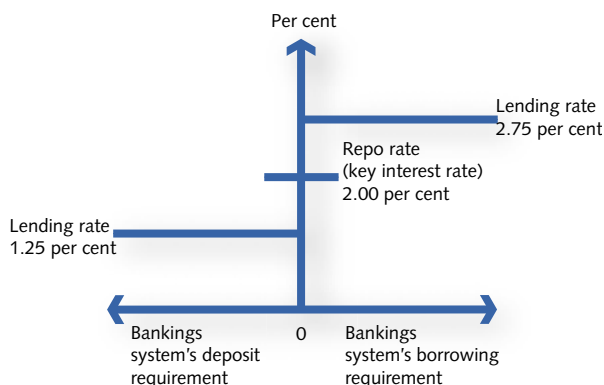 Per cent
Lending rate
2.75 per cent
Repo rate
(key interest rate)
2.00 per cent
Lending rate
1.25 per cent
0
Bankings
system's deposit
requirement
Bankings
system's borrowing
requirement